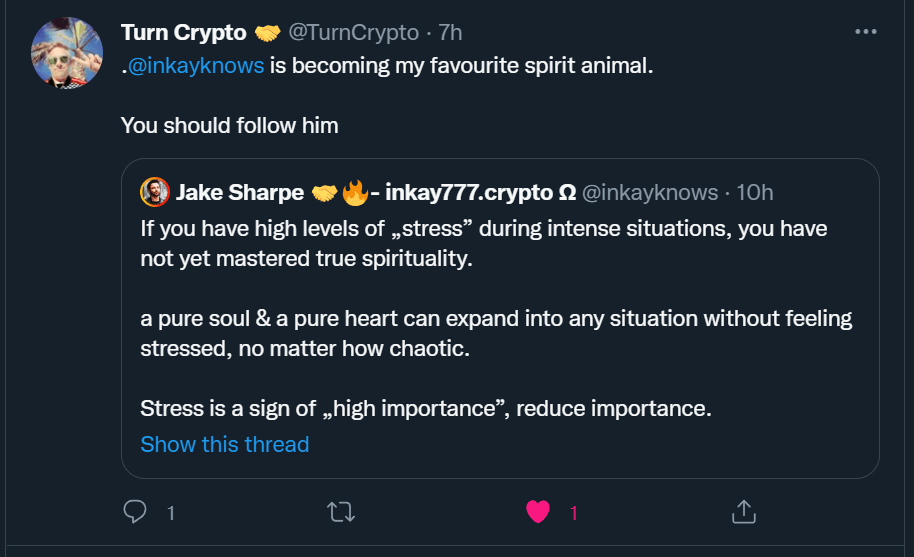 Turn Crypto 🤝 @TurnCrypto · 7h
.@inkayknows is becoming my favourite spirit animal.
You should follow him
Jake Sharpe 🤝🔥- inkay777.crypto Ω @inkayknows · 10h
If you have high levels of „stress” during intense situations, you have
not yet mastered true spirituality.
a pure soul & a pure heart can expand into any situation without feeling
stressed, no matter how chaotic.
Stress is a sign of „high importance”, reduce importance.
Show this thread
1
1